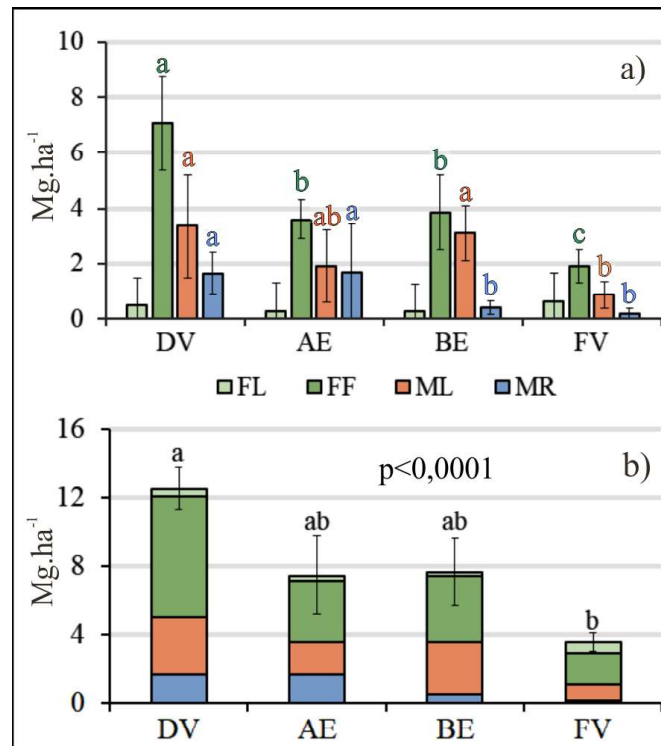 10
a
a)
8
Mg.ha⁻¹
6
a
b
b
4
a
ab
a
a
c
2
b
b
b
0
DV AE BE FV
FL FF ML MR
16
a
p<0,0001
b)
12
ab
ab
Mg.ha⁻¹
8
b
4
0
DV AE BE FV